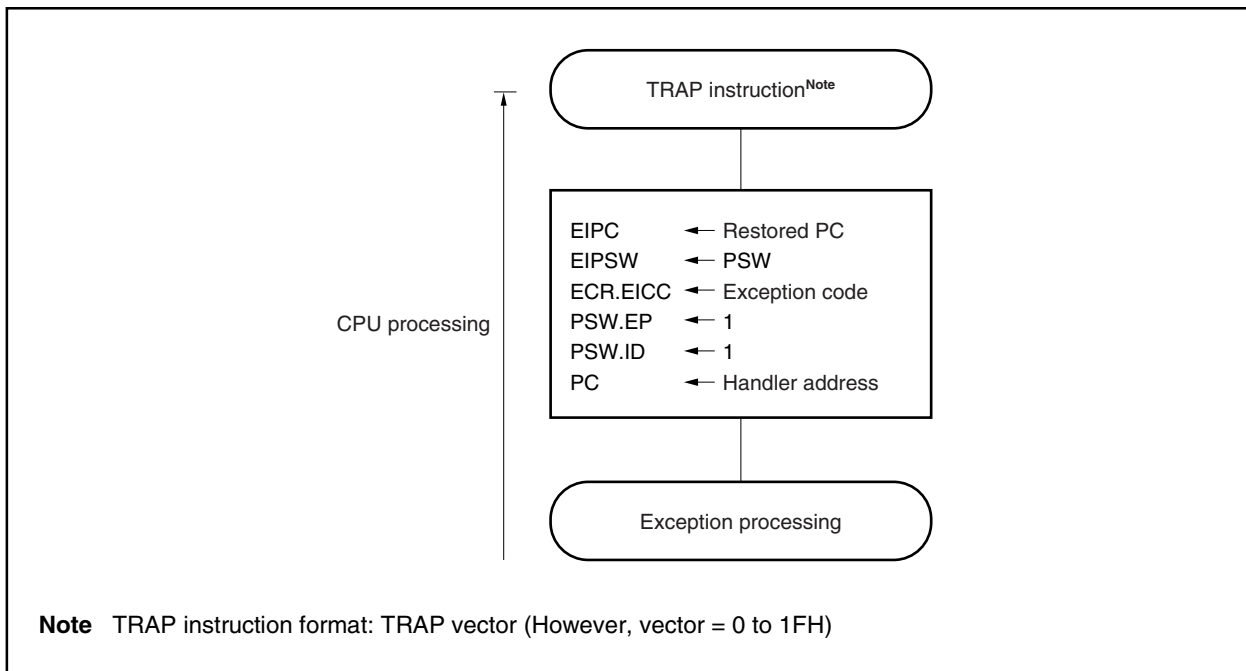 TRAP instructionNote
CPU processing
EIPC ← Restored PC
EIPSW ← PSW
ECR.EICC ← Exception code
PSW.EP ← 1
PSW.ID ← 1
PC ← Handler address
Exception processing
Note TRAP instruction format: TRAP vector (However, vector = 0 to 1FH)